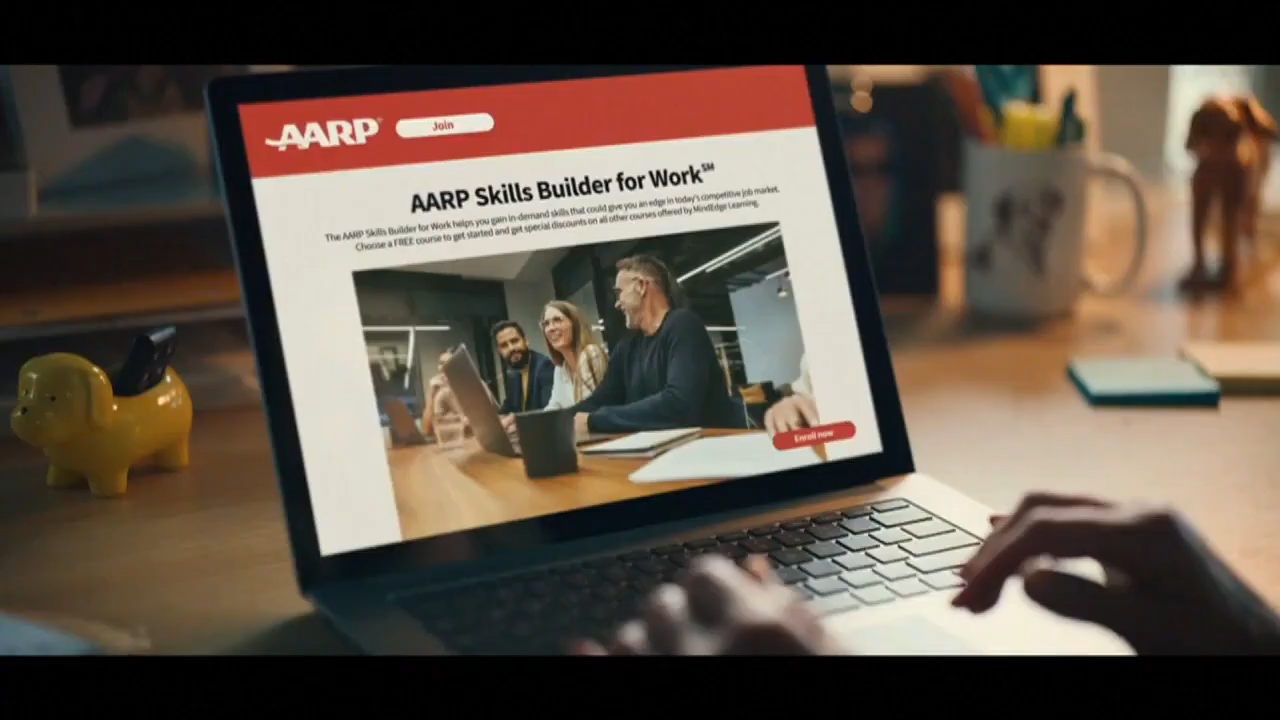 AARP
Join
AARP Skills Builder for Work℠
The AARP Skills Builder for Work helps you gain in-demand skills that could give you an edge in today's competitive job market.
Choose a FREE course to get started and get special discounts on all other courses offered by MindEdge Learning.
Enroll now